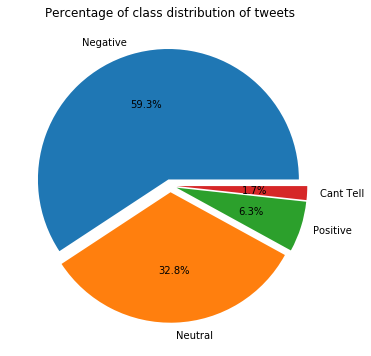 Percentage of class distribution of tweets
Negative
59.3%
1.7%
Cant Tell
6.3%
Positive
32.8%
Neutral